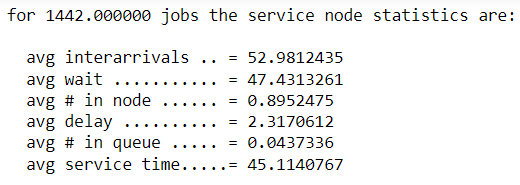 for 1442.000000 jobs the service node statistics are:
avg interarrivals .. = 52.9812435
avg wait ........... = 47.4313261
avg # in node ...... = 0.8952475
avg delay .......... = 2.3170612
avg # in queue ..... = 0.0437336
avg service time.....= 45.1140767